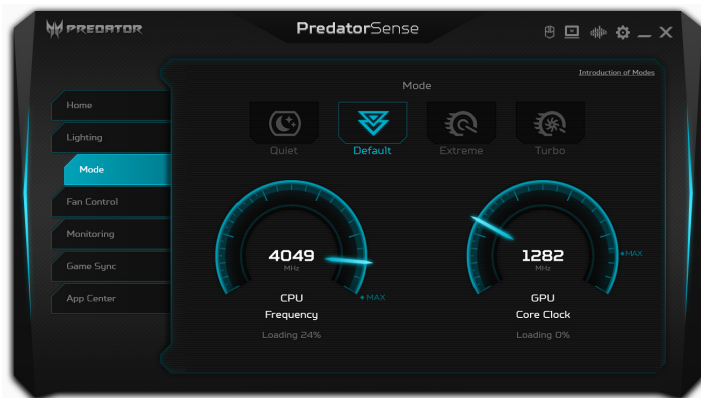 PREDATOR
PredatorSense
Introduction of Modes
Mode
Home
Lighting
Mode
Fan Control
Monitoring
Game Sync
App Center
Quiet
Default
Extreme
Turbo
4049
MHz
MAX
CPU
Frequency
Loading 24%
1282
MHz
MAX
GPU
Core Clock
Loading 0%